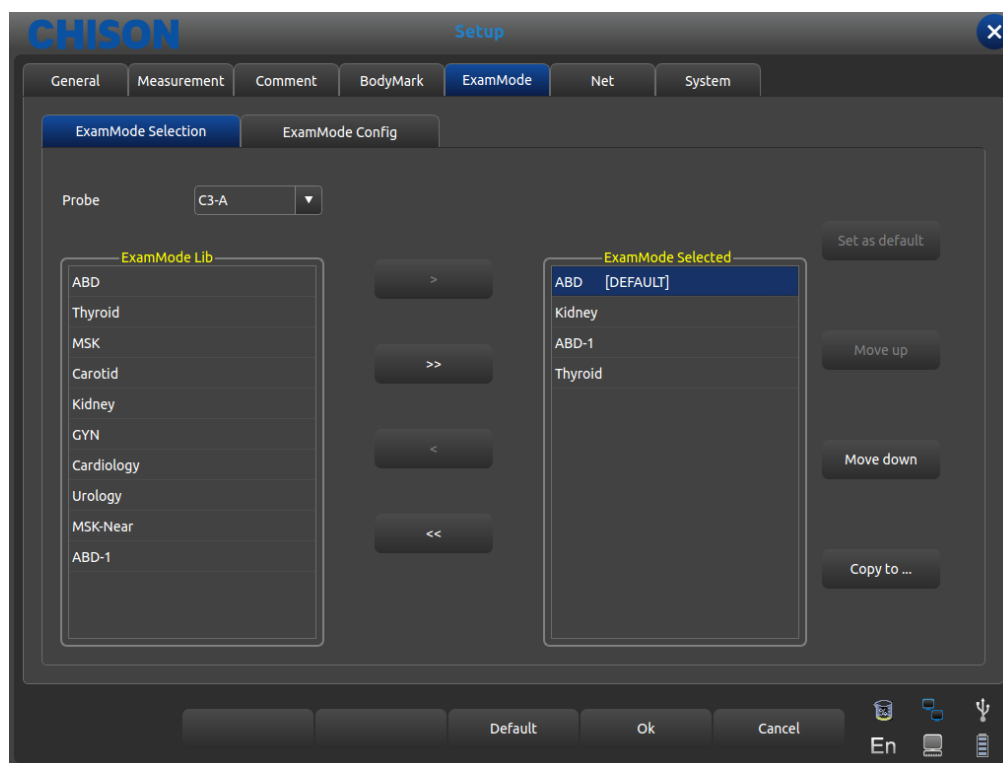 CHISON
Setup
General Measurement Comment BodyMark ExamMode Net System
ExamMode Selection ExamMode Config
Probe C3-A
Set as default
ExamMode Lib
ABD
Thyroid
MSK
Carotid
Kidney
GYN
Cardiology
Urology
MSK-Near
ABD-1
>
>>
<
<<
ExamMode Selected
ABD [DEFAULT]
Kidney
ABD-1
Thyroid
Move up
Move down
Copy to ...
Default Ok Cancel
En